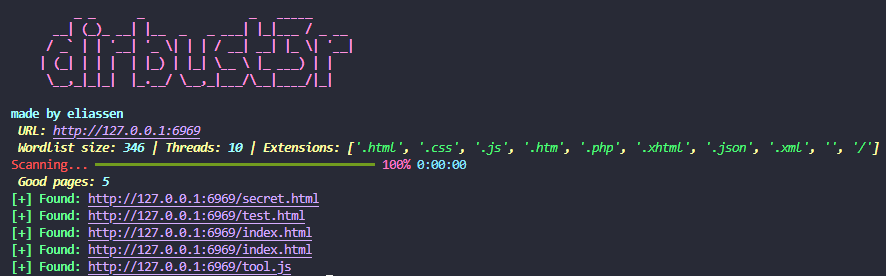 dirbust3r
made by eliassen
URL: http://127.0.0.1:6969
Wordlist size: 346 | Threads: 10 | Extensions: ['.html', '.css', '.js', '.htm', '.php', '.xhtml', '.json', '.xml', '', '/']
Scanning... 100% 0:00:00
Good pages: 5
[+] Found: http://127.0.0.1:6969/secret.html
[+] Found: http://127.0.0.1:6969/test.html
[+] Found: http://127.0.0.1:6969/index.html
[+] Found: http://127.0.0.1:6969/index.html
[+] Found: http://127.0.0.1:6969/tool.js